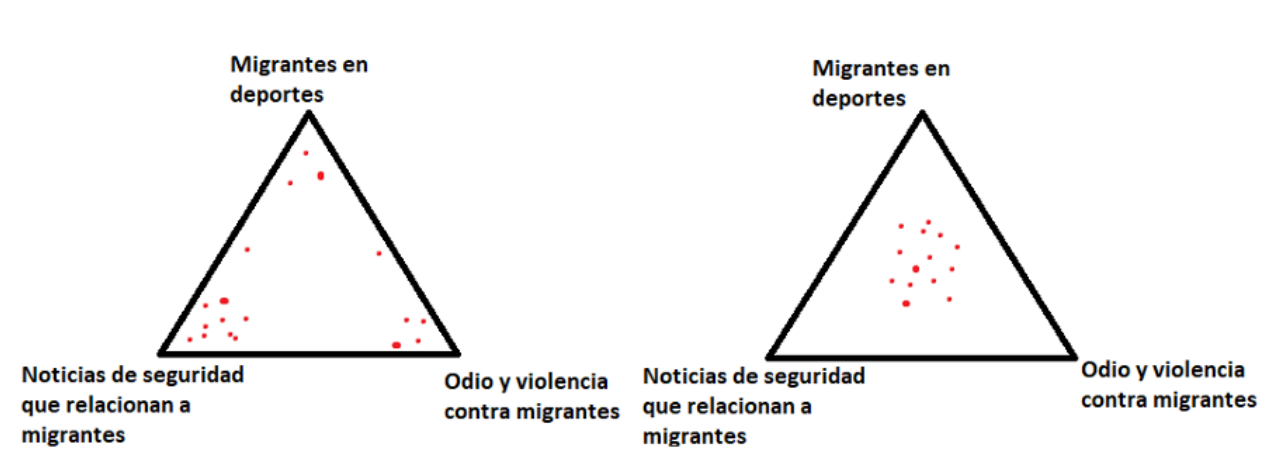 Migrantes en
deportes
Noticias de seguridad
que relacionan a
migrantes
Odio y violencia
contra migrantes
Migrantes en
deportes
Noticias de seguridad
que relacionan a
migrantes
Odio y violencia
contra migrantes